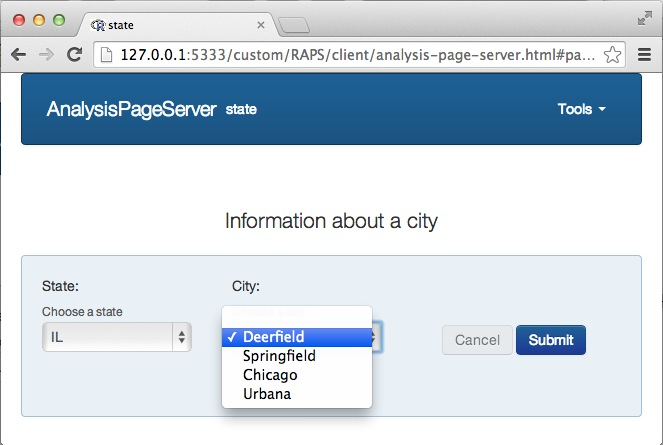 state
127.0.0.1:5333/custom/RAPS/client/analysis-page-server.html#pa...
AnalysisPageServer state Tools
Information about a city
State: City:
Choose a state
IL
✓ Deerfield
Springfield
Chicago
Urbana
Cancel Submit